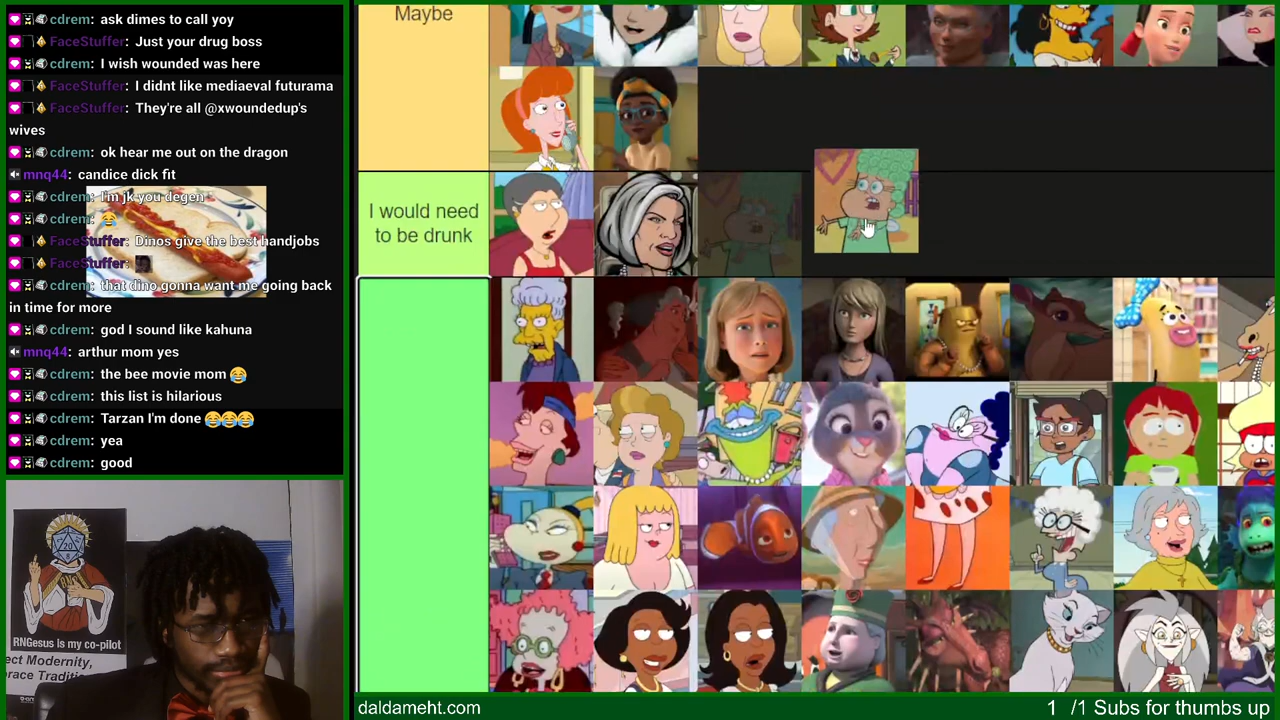 cdrem: ask dimes to call yoy
FaceStuffer: Just your drug boss
cdrem: I wish wounded was here
FaceStuffer: I didnt like mediaeval futurama
FaceStuffer: They're all @xwoundedup's
wives
cdrem: ok hear me out on the dragon
mnq44: candice dick fit
cdrem: I'm jk you degen
cdrem: 😂
FaceStuffer: Dinos give the best handjobs
FaceStuffer:
FaceStuffer: that dino gonna want me going back
in time for more
cdrem: god I sound like kahuna
mnq44: arthur mom yes
cdrem: the bee movie mom 😂
cdrem: this list is hilarious
cdrem: Tarzan I'm done 😂😂😂
cdrem: yea
cdrem: good
RNGesus is my co-pilot
ect Modernity,
brace Traditi
Maybe
I would need
to be drunk
daldameht.com
1 /1 Subs for thumbs up